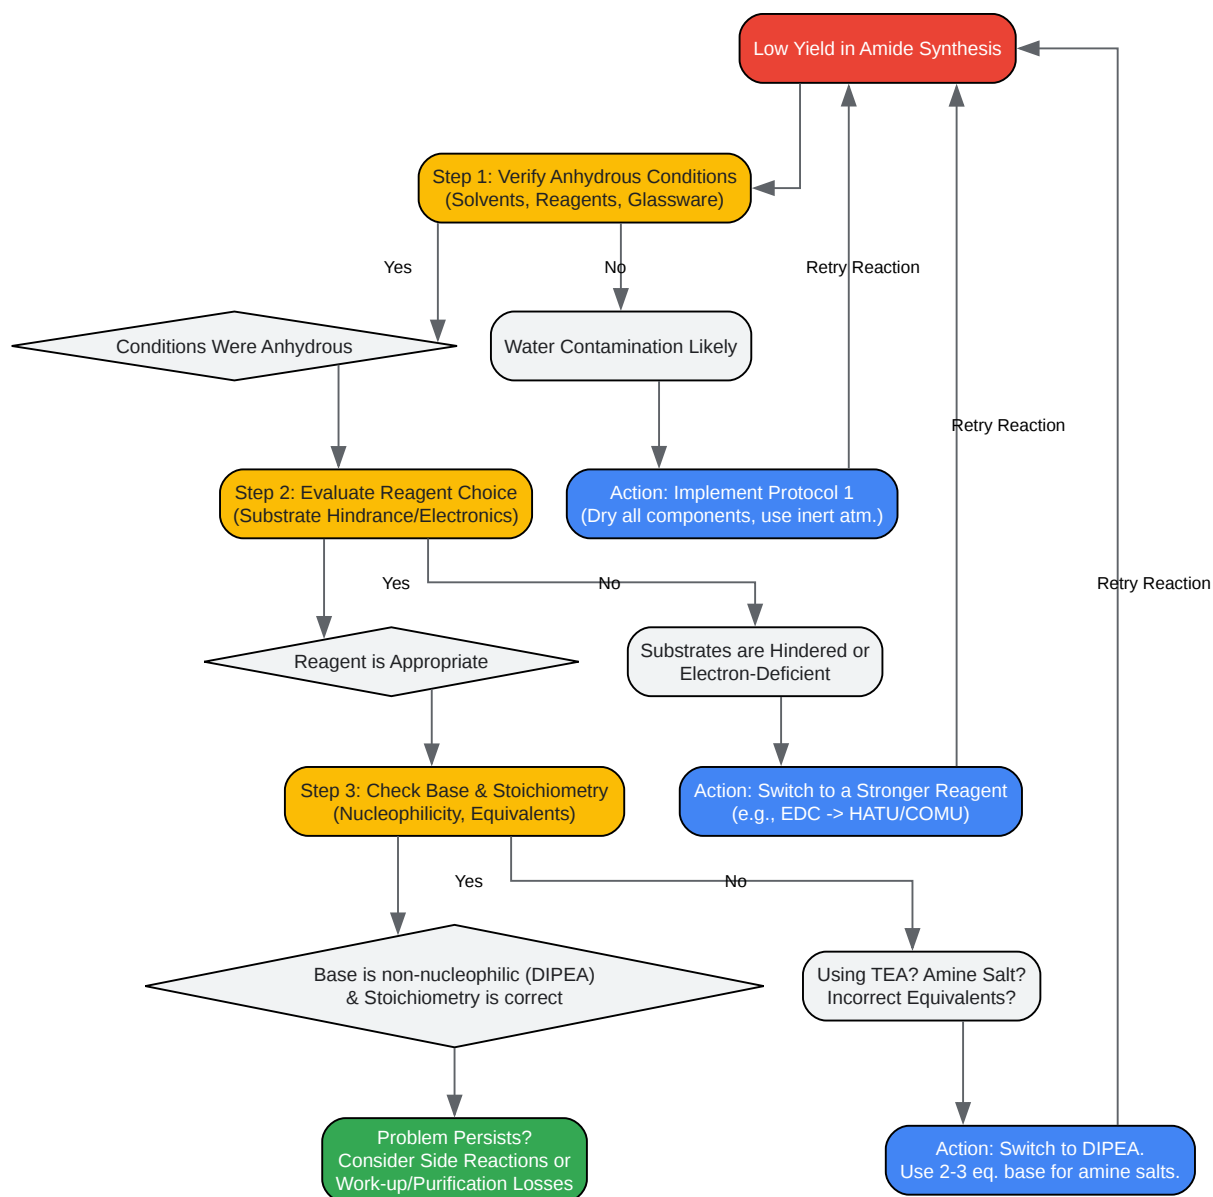 Low Yield in Amide Synthesis
Step 1: Verify Anhydrous Conditions
(Solvents, Reagents, Glassware)
Yes
No
Retry Reaction
Conditions Were Anhydrous
Water Contamination Likely
Retry Reaction
Step 2: Evaluate Reagent Choice
(Substrate Hindrance/Electronics)
Action: Implement Protocol 1
(Dry all components, use inert atm.)
Yes
No
Retry Reaction
Reagent is Appropriate
Substrates are Hindered or
Electron-Deficient
Step 3: Check Base & Stoichiometry
(Nucleophilicity, Equivalents)
Action: Switch to a Stronger Reagent
(e.g., EDC -> HATU/COMU)
Yes
No
Base is non-nucleophilic (DIPEA)
& Stoichiometry is correct
Using TEA? Amine Salt?
Incorrect Equivalents?
Problem Persists?
Consider Side Reactions or
Work-up/Purification Losses
Action: Switch to DIPEA.
Use 2-3 eq. base for amine salts.